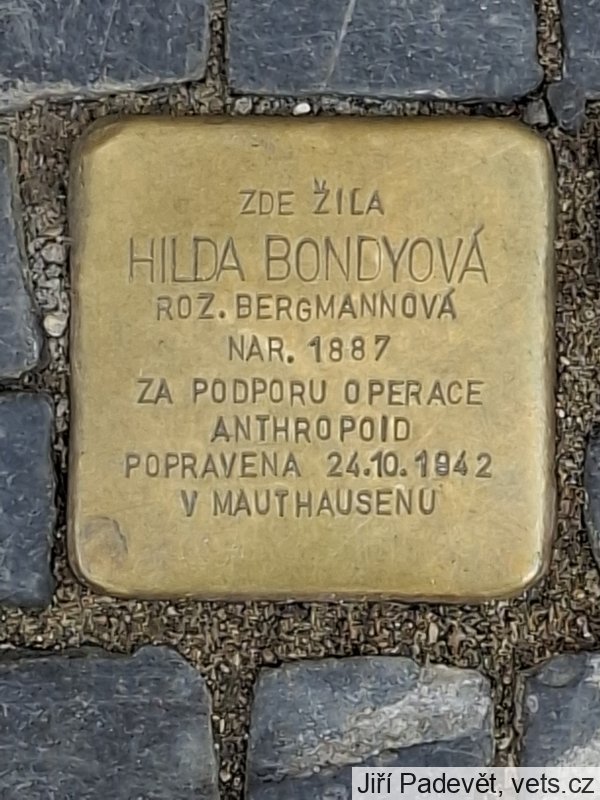 ZDE ŽILA
HILDA BONDYOVÁ
ROZ. BERGMANNOVÁ
NAR. 1887
ZA PODPORU OPERACE
ANTHROPOID
POPRAVENA 24.10.1942
V MAUTHAUSENU
Jiří Padevět, vets.cz